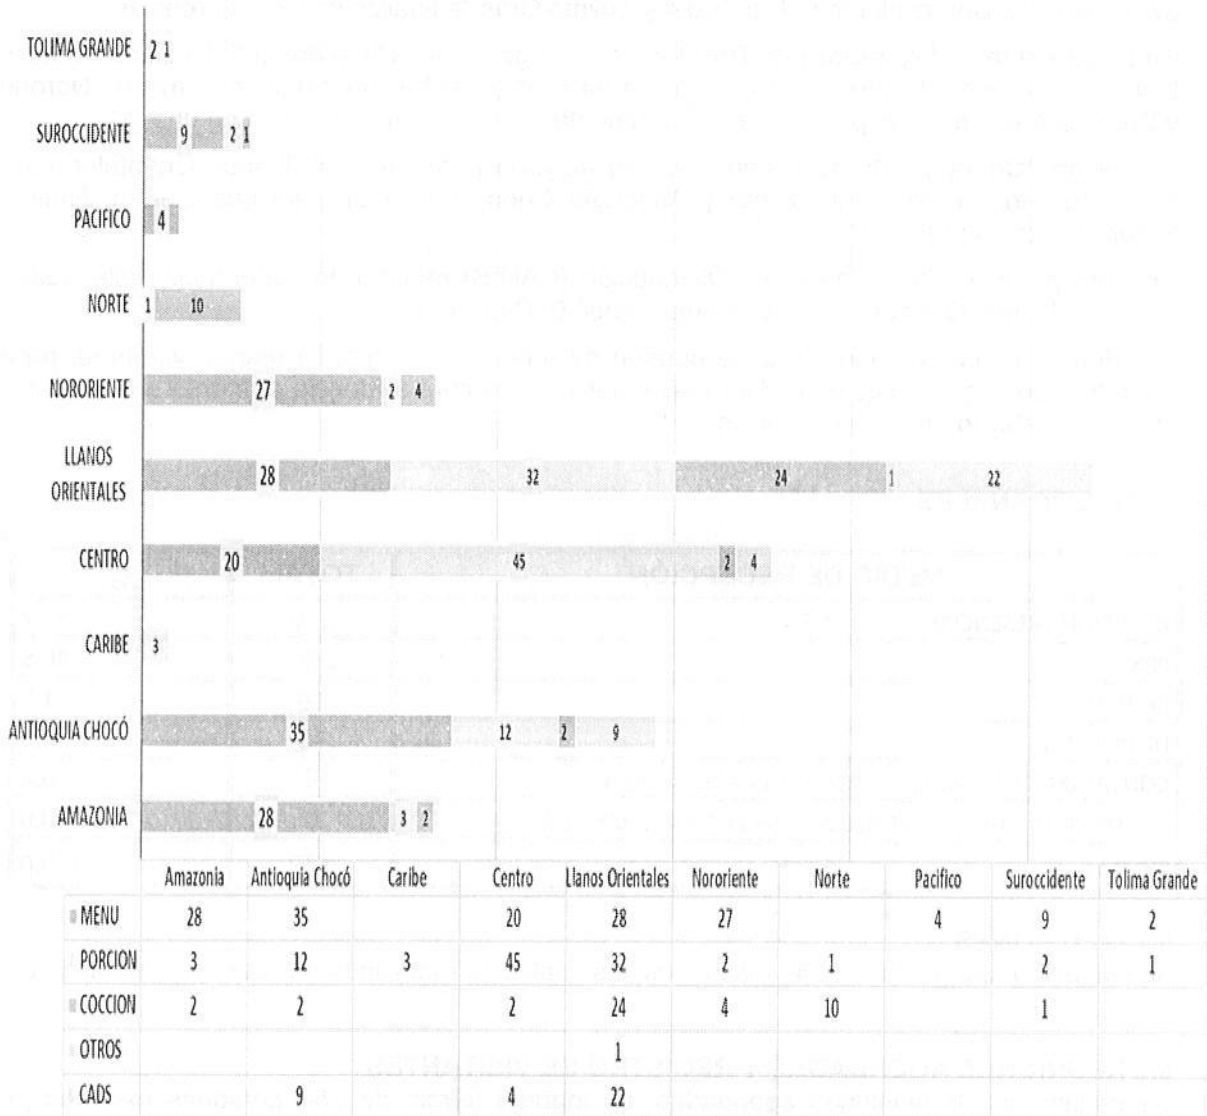 TOLIMA GRANDE 2 1
SUROCCIDENTE 9 2 1
PACIFICO 4
NORTE 1 10
NORORIENTE 27 2 4
LLANOS
ORIENTALES 28 32 24 1 22
CENTRO 20 45 2 4
CARIBE 3
ANTIOQUIA CHOCÓ 35 12 2 9
AMAZONIA 28 3 2
Amazonia Antioquia Chocó Caribe Centro Llanos Orientales Nororiente Norte Pacifico Suroccidente Tolima Grande
MENU 28 35 20 28 27 4 9 2
PORCION 3 12 3 45 32 2 1 2 1
COCCION 2 2 2 24 4 10 1
OTROS 1
CADS 9 4 22